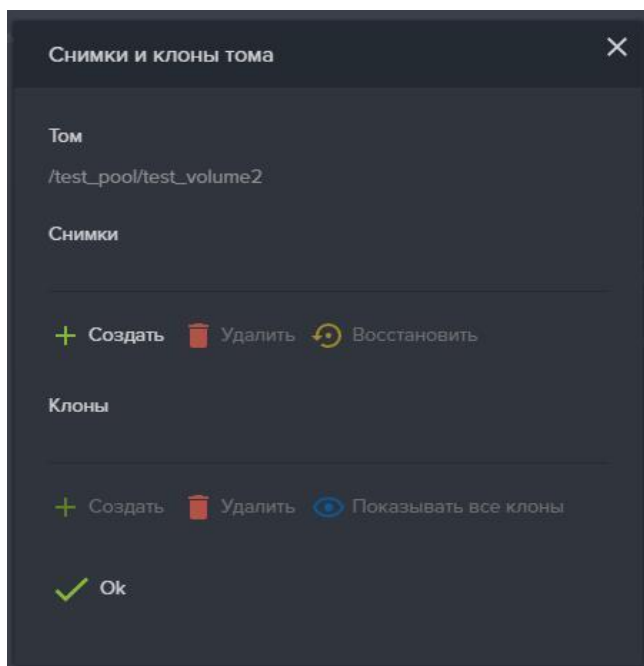 Снимки и клоны тома
Том
/test_pool/test_volume2
Снимки
Создать Удалить Восстановить
Клоны
Создать Удалить Показывать все клоны
Ok